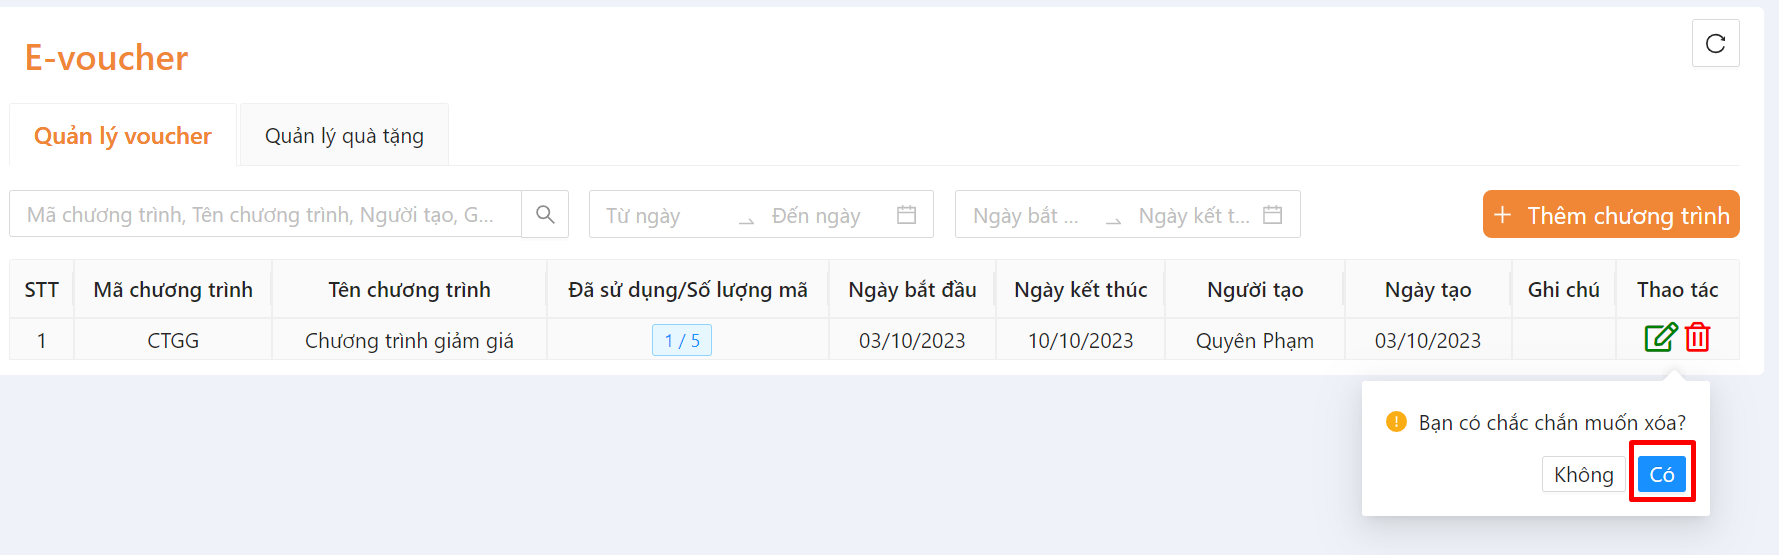 E-voucher
Quản lý voucher
Quản lý quà tặng
Mã chương trình, Tên chương trình, Người tạo, G...
Từ ngày
Đến ngày
Ngày bắt ...
Ngày kết t...
+ Thêm chương trình
STT Mã chương trình Tên chương trình Đã sử dụng/Số lượng mã Ngày bắt đầu Ngày kết thúc Người tạo Ngày tạo Ghi chú Thao tác
1 CTGG Chương trình giảm giá 1 / 5 03/10/2023 10/10/2023 Quyên Phạm 03/10/2023
Bạn có chắc chắn muốn xóa?
Không
Có